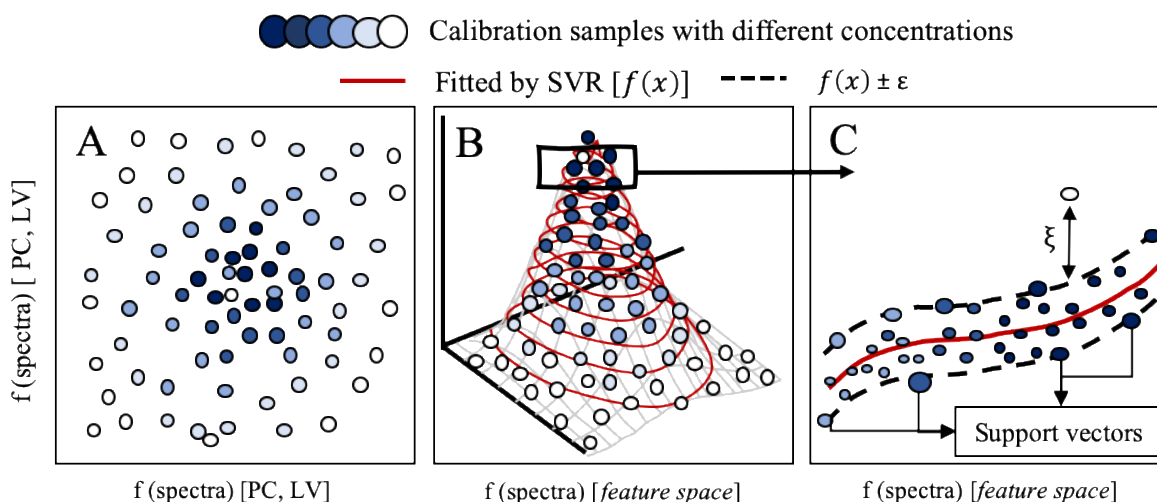 Calibration samples with different concentrations
Fitted by SVR [f(x)]
f(x) ± ε
A
B
C
ξ
Support vectors
f (spectra) [ PC, LV]
f (spectra) [PC, LV]
f (spectra) [feature space]
f (spectra) [feature space]